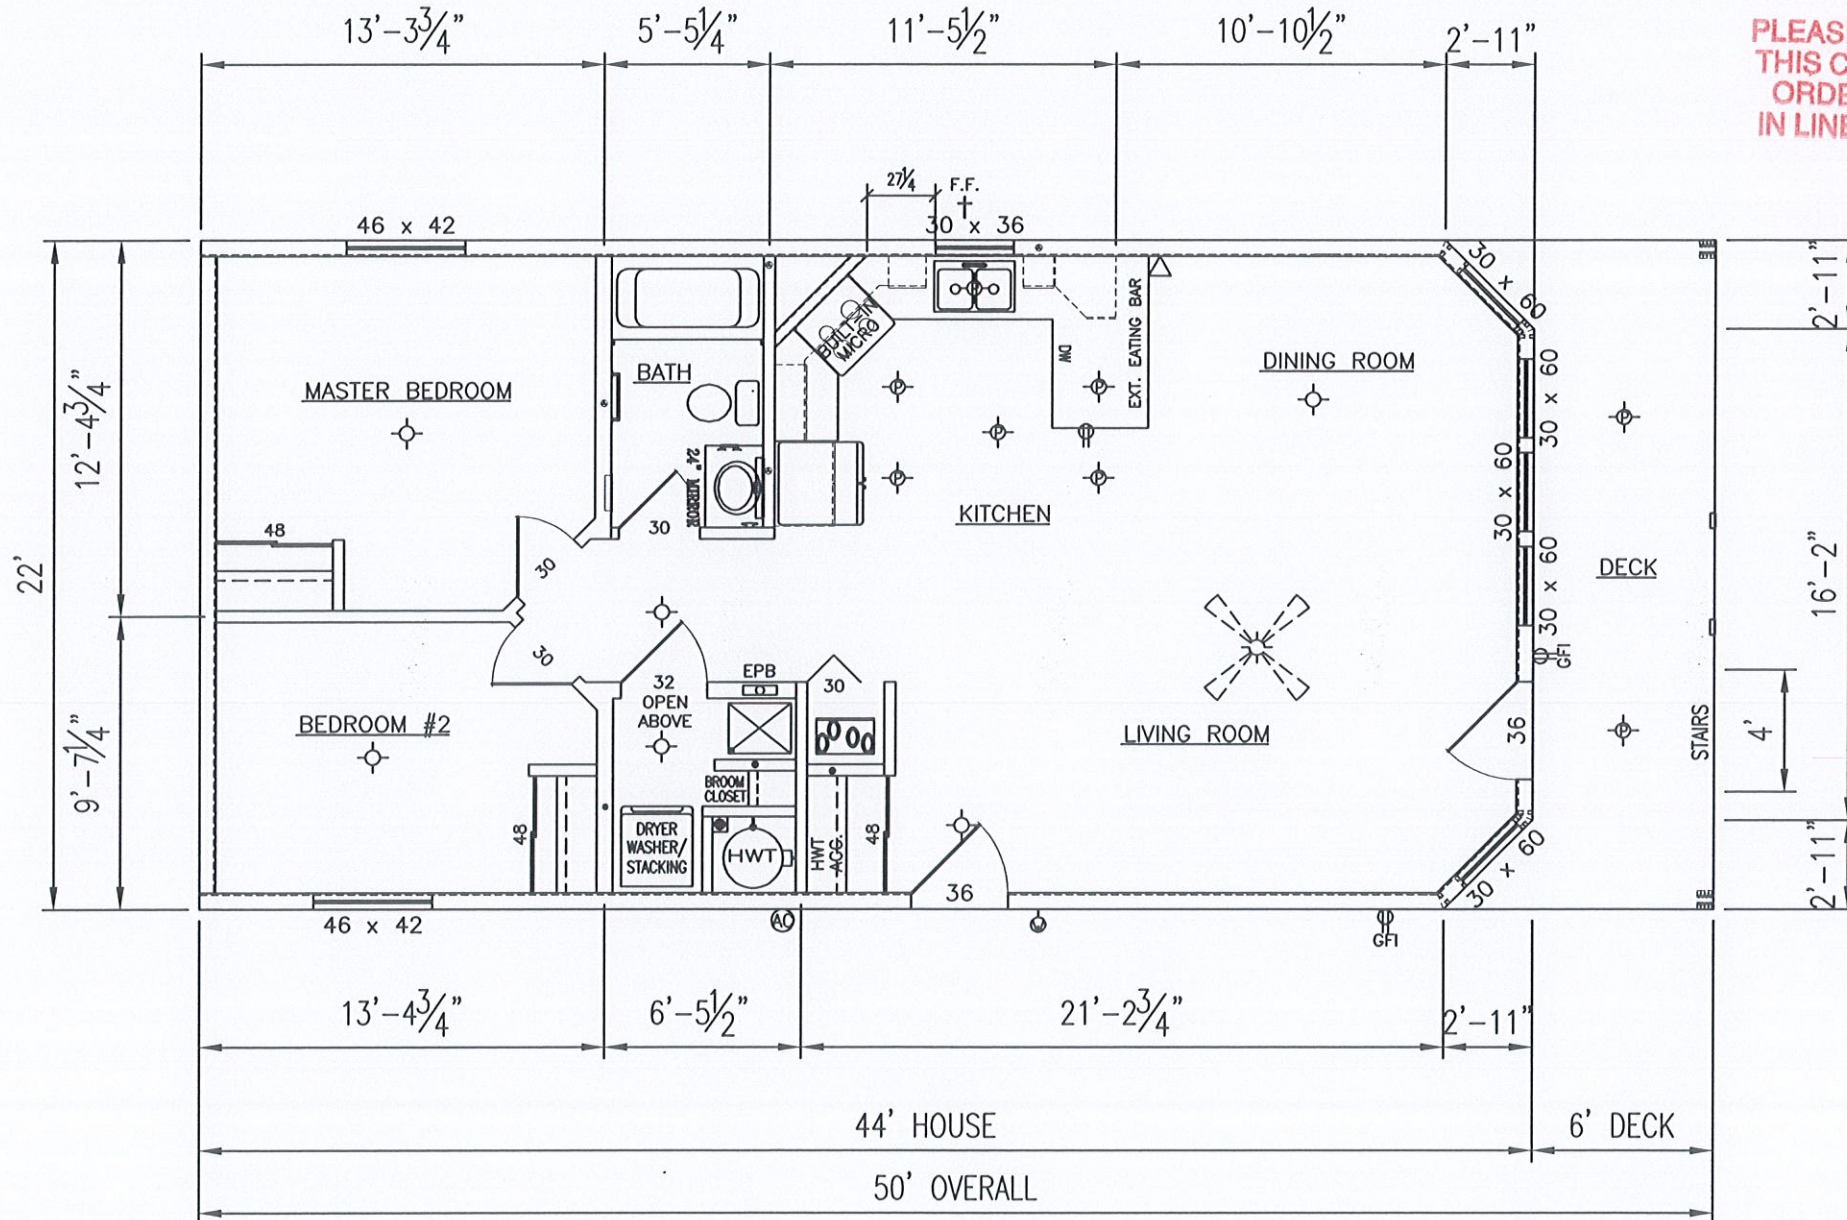 13'-3¾"
5'-5¼"
11'-5½"
10'-10½"
2'-11"
PLEAS
THIS C
ORDE
IN LINE
46 x 42
27¼
F.F.
30 x 36
30 x 60
2'-11"
BUILT-IN
MICRO
EXT. EATING BAR
DW
DINING ROOM
BATH
MASTER BEDROOM
30 x 60
12'-4¾"
24" MIRROR
30 x 60
KITCHEN
48
30
30
22'
30 x 60
DECK
16'-2"
30
GFI
EPB
32
OPEN
ABOVE
30
BEDROOM #2
LIVING ROOM
36
STAIRS
4'
9'-7¼"
BROOM
CLOSET
DRYER
WASHER/
STACKING
HWT
HWT
ACC.
48
48
36
30 x 60
2'-11"
46 x 42
AC
GFI
13'-4¾"
6'-5½"
21'-2¾"
2'-11"
44' HOUSE
6' DECK
50' OVERALL